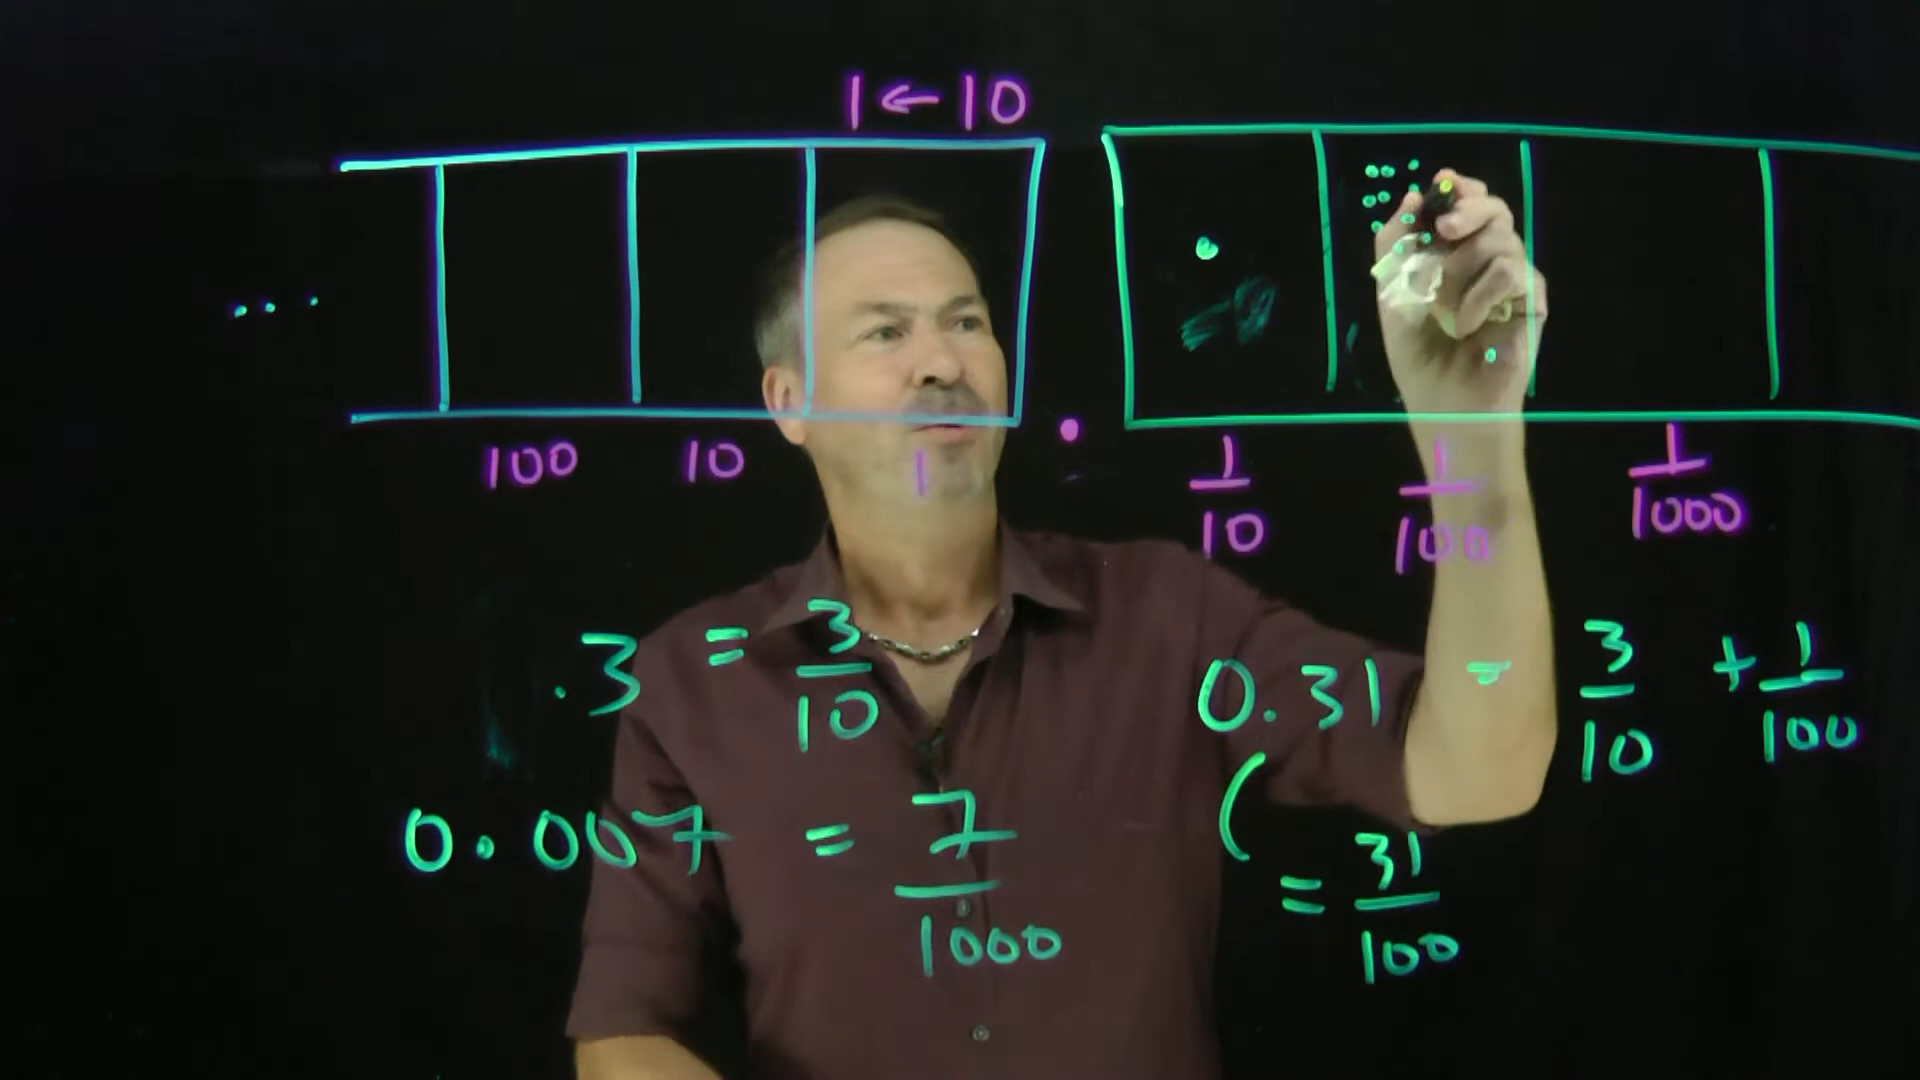 1 ← 10
...
100 10 1 . 1/10 1/100 1/1000
.3 = 3/10
0.31 = 3/10 + 1/100
0.007 = 7/1000
( = 31/100